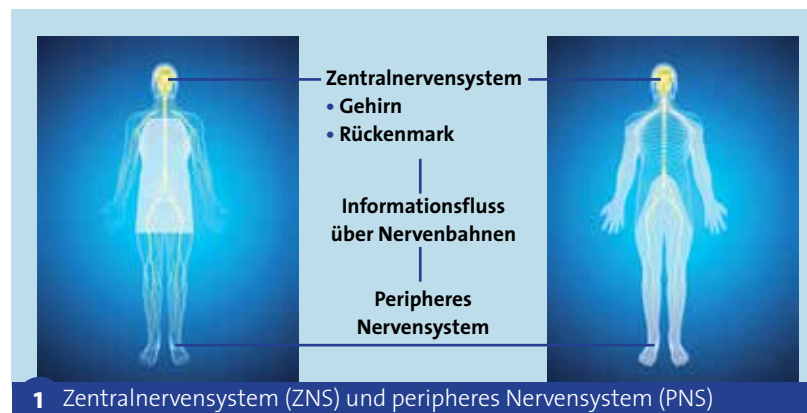 Zentralnervensystem
• Gehirn
• Rückenmark
Informationsfluss
über Nervenbahnen
Peripheres
Nervensystem
1 Zentralnervensystem (ZNS) und peripheres Nervensystem (PNS)